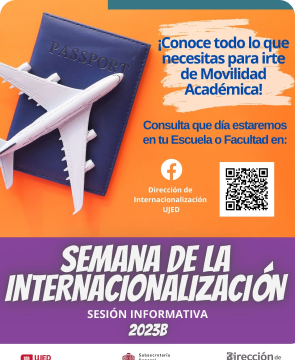 PASSPORT
¡Conoce todo lo que
necesitas para irte
de Movilidad
Académica!
Consulta que día estaremos
en tu Escuela o Facultad en:
Dirección de
Internacionalización
UJED
SEMANA DE LA
INTERNACIONALIZACIÓN
SESIÓN INFORMATIVA
2023B
UJED
Subsecretaría
General
Dirección de